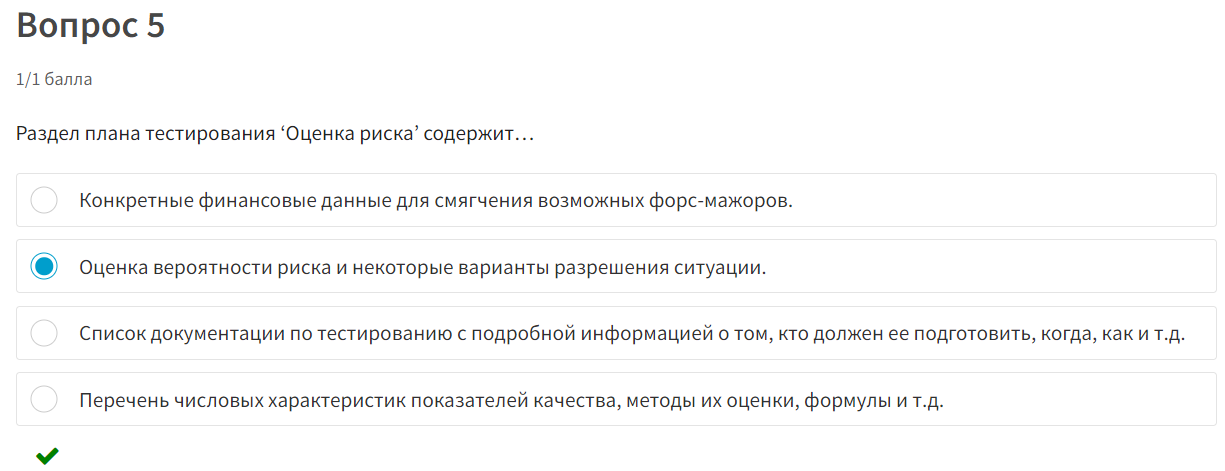 Вопрос 5
1/1 балла
Раздел плана тестирования ‘Оценка риска’ содержит…
Конкретные финансовые данные для смягчения возможных форс-мажоров.
Оценка вероятности риска и некоторые варианты разрешения ситуации.
Список документации по тестированию с подробной информацией о том, кто должен ее подготовить, когда, как и т.д.
Перечень числовых характеристик показателей качества, методы их оценки, формулы и т.д.